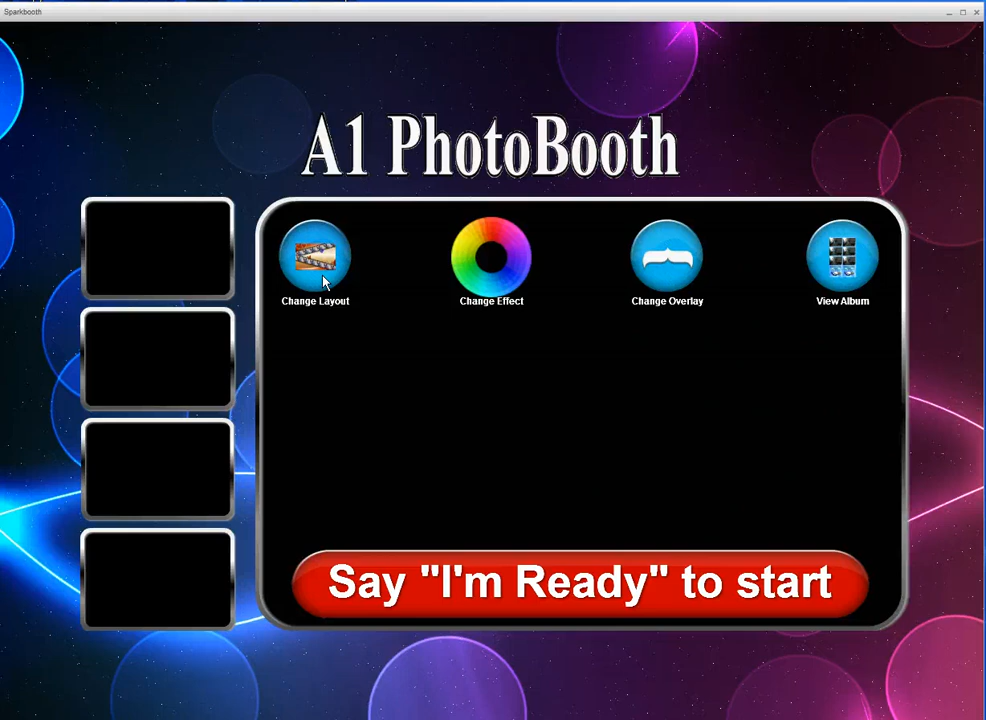 Sparkbooth
A1 PhotoBooth
Change Layout
Change Effect
Change Overlay
View Album
Say "I'm Ready" to start